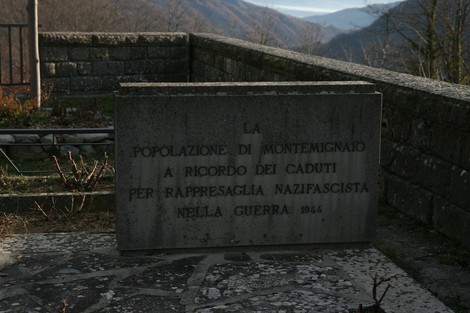 LA
POPOLAZIONE DI MONTEMIGNAIO
A RICORDO DEI CADUTI
PER RAPPRESAGLIA NAZIFASCISTA
NELLA GUERRA 1944